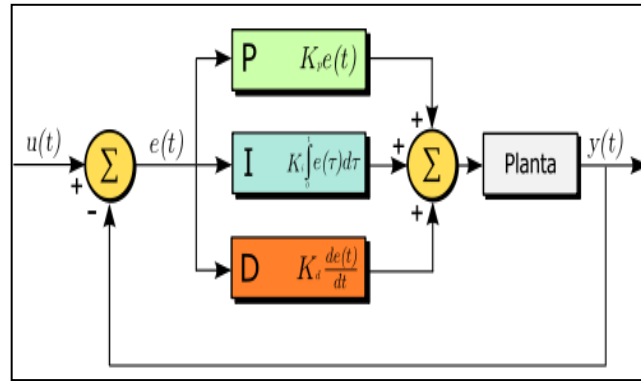 P K_p e(t)
u(t) Σ e(t) I K_i ∫_0^t e(τ)dτ Σ Planta y(t)
D K_d de(t)/dt
+ - + + +